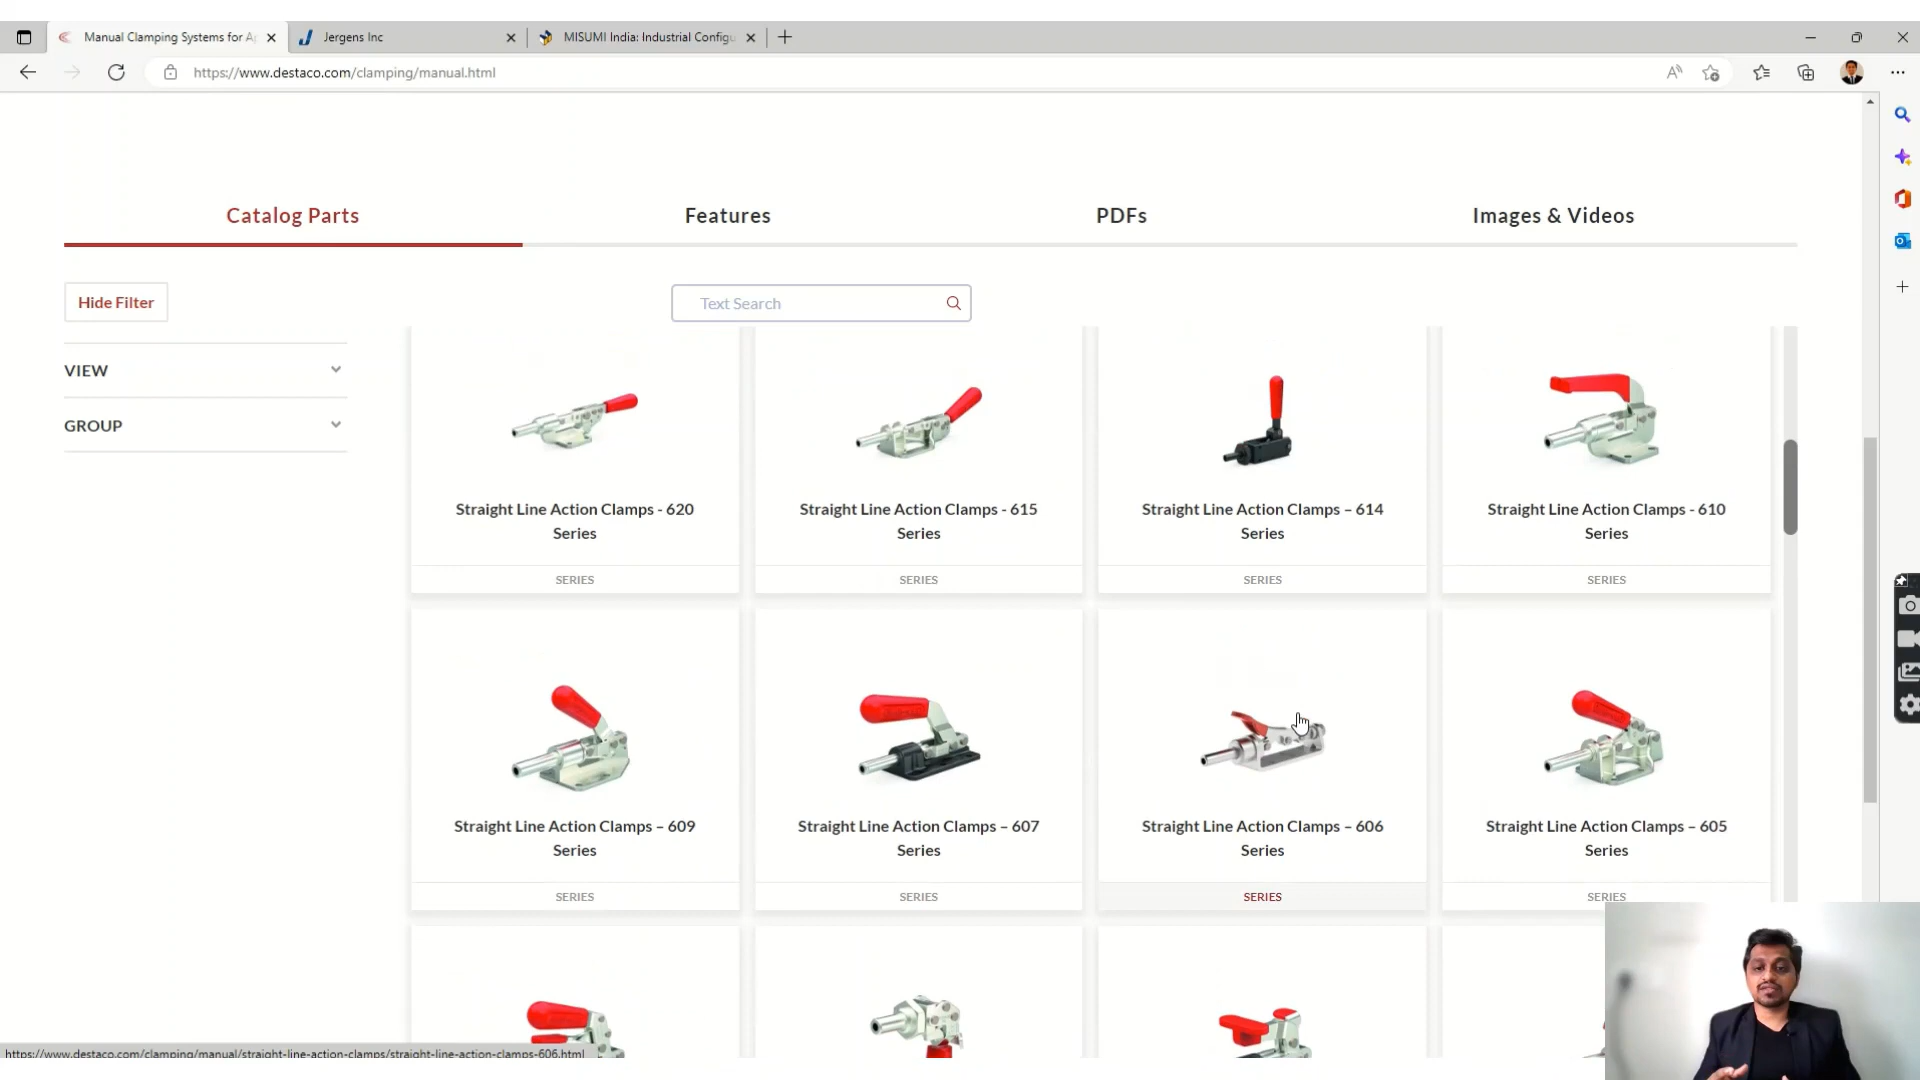 Manual Clamping Systems for Ap
Jergens Inc
MISUMI India: Industrial Configu
https://www.destaco.com/clamping/manual.html
Catalog Parts
Features
PDFs
Images & Videos
Hide Filter
Text Search
VIEW
GROUP
Straight Line Action Clamps - 620
Series
SERIES
Straight Line Action Clamps - 615
Series
SERIES
Straight Line Action Clamps – 614
Series
SERIES
Straight Line Action Clamps - 610
Series
SERIES
Straight Line Action Clamps – 609
Series
SERIES
Straight Line Action Clamps – 607
Series
SERIES
Straight Line Action Clamps – 606
Series
SERIES
Straight Line Action Clamps – 605
Series
SERIES
https://www.destaco.com/clamping/manual/straight-line-action-clamps/straight-line-action-clamps-606.html